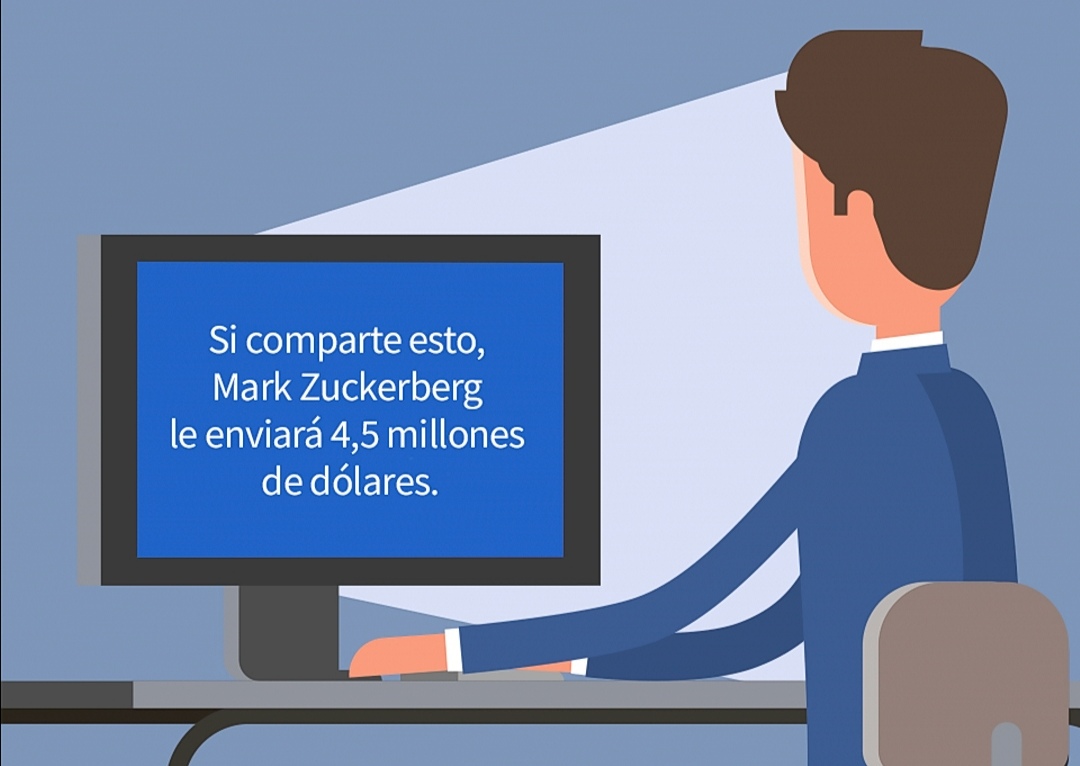 Si comparte esto,
Mark Zuckerberg
le enviará 4,5 millones
de dólares.